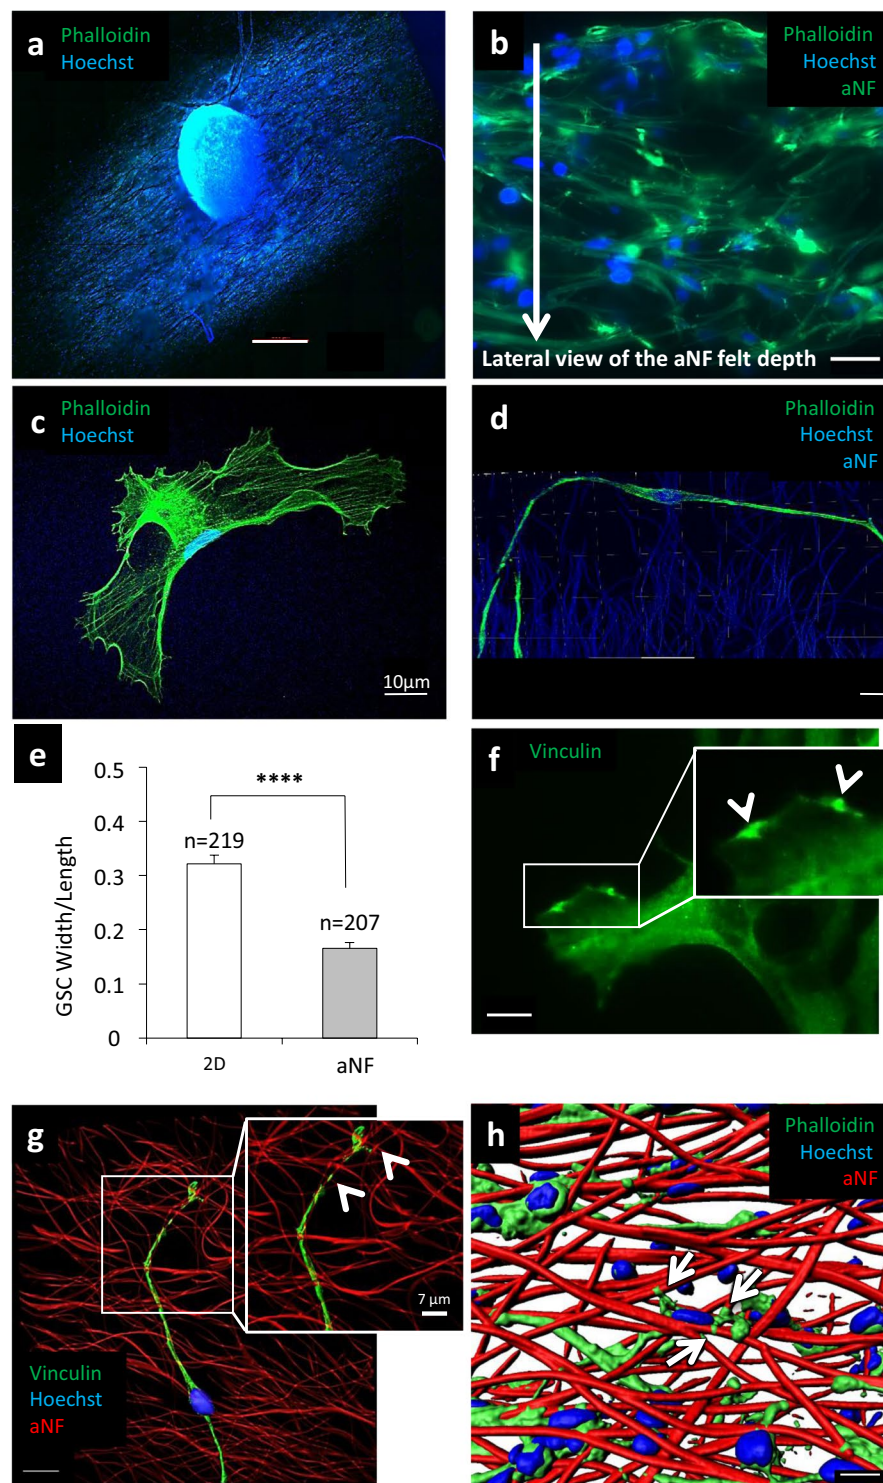 a
Phalloidin
Hoechst
b
Phalloidin
Hoechst
aNF
Lateral view of the aNF felt depth
c
Phalloidin
Hoechst
10μm
d
Phalloidin
Hoechst
aNF
e
0.5
0.4
0.3
0.2
0.1
0
GSC Width/Length
****
n=219
n=207
2D
aNF
f
Vinculin
g
7 μm
Vinculin
Hoechst
aNF
h
Phalloidin
Hoechst
aNF